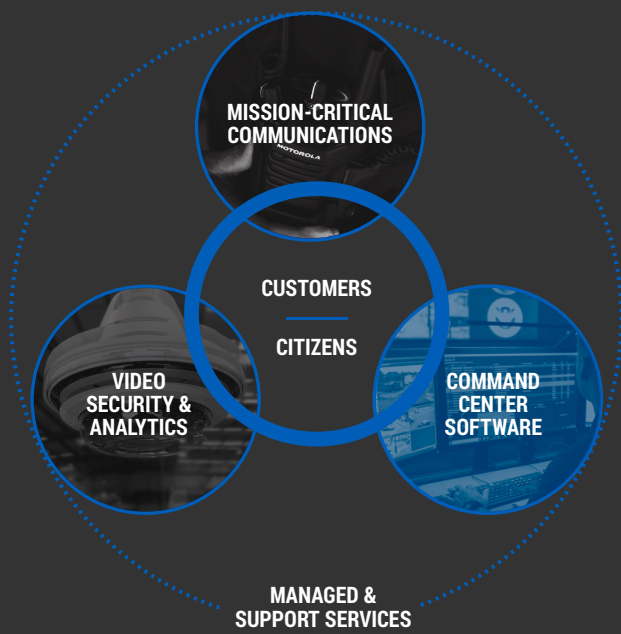 MISSION-CRITICAL
COMMUNICATIONS
MOTOROLA
CUSTOMERS
CITIZENS
VIDEO
SECURITY &
ANALYTICS
COMMAND
CENTER
SOFTWARE
MANAGED &
SUPPORT SERVICES